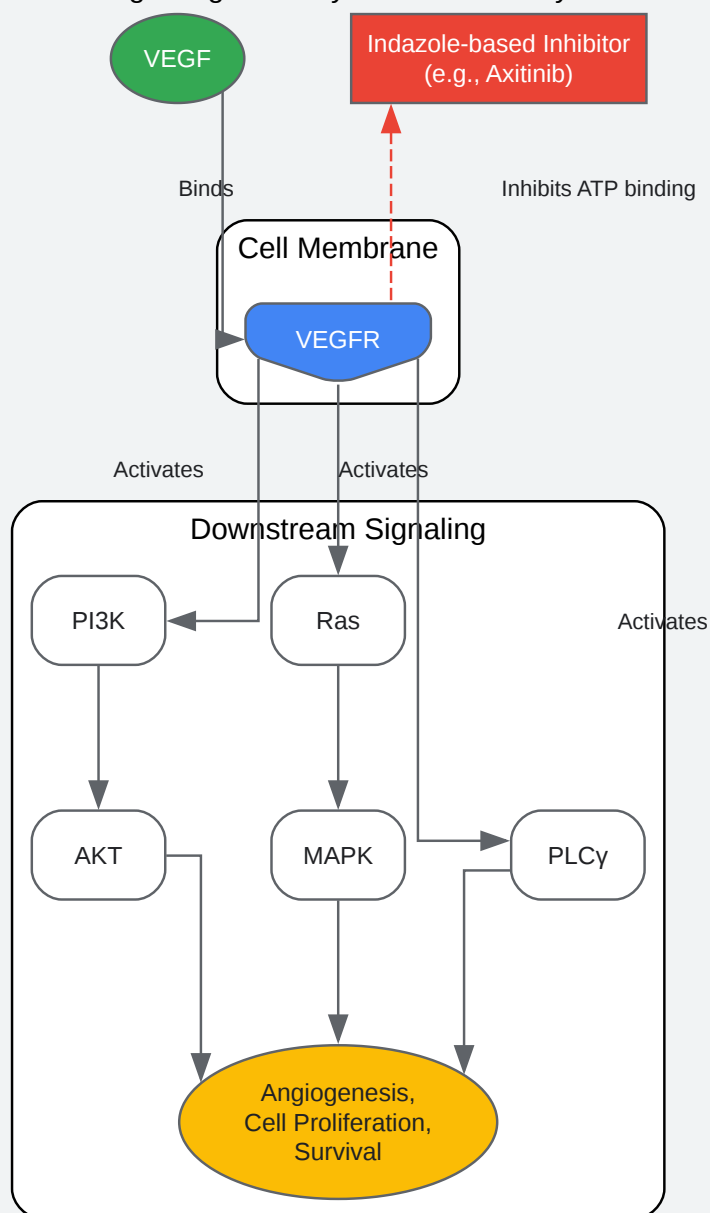 VEGF
Indazole-based Inhibitor
(e.g., Axitinib)
Binds
Inhibits ATP binding
Cell Membrane
VEGFR
Activates
Activates
Downstream Signaling
PI3K
Ras
Activates
AKT
MAPK
PLCγ
Angiogenesis,
Cell Proliferation,
Survival